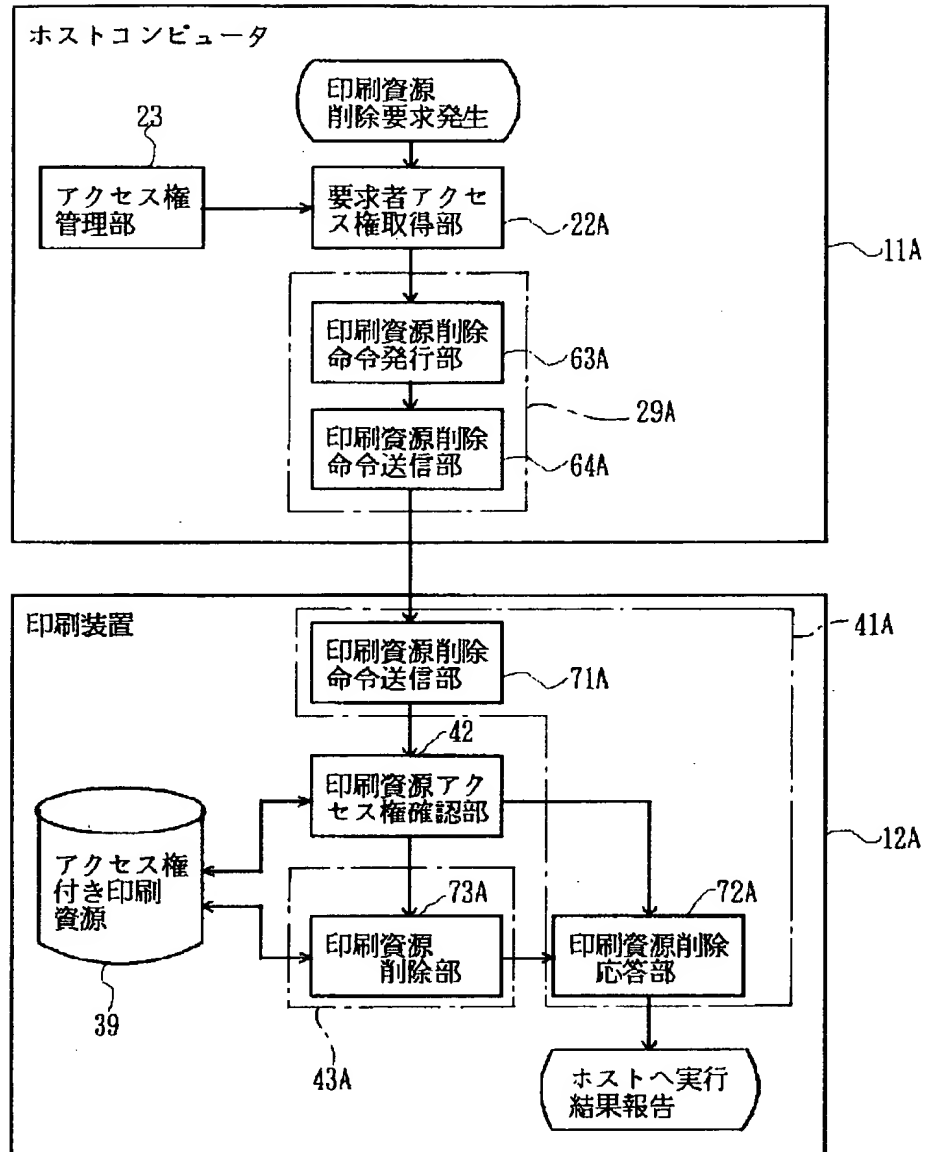 ホストコンピュータ
印刷資源
削除要求発生
23
アクセス権
管理部
要求者アクセ
ス権取得部
22A
11A
印刷資源削除
命令発行部
63A
29A
印刷資源削除
命令送信部
64A
印刷装置
41A
印刷資源削除
命令送信部
71A
42
印刷資源アク
セス権確認部
12A
アクセス権
付き印刷
資源
39
73A
印刷資源
削除部
43A
72A
印刷資源削除
応答部
ホストへ実行
結果報告